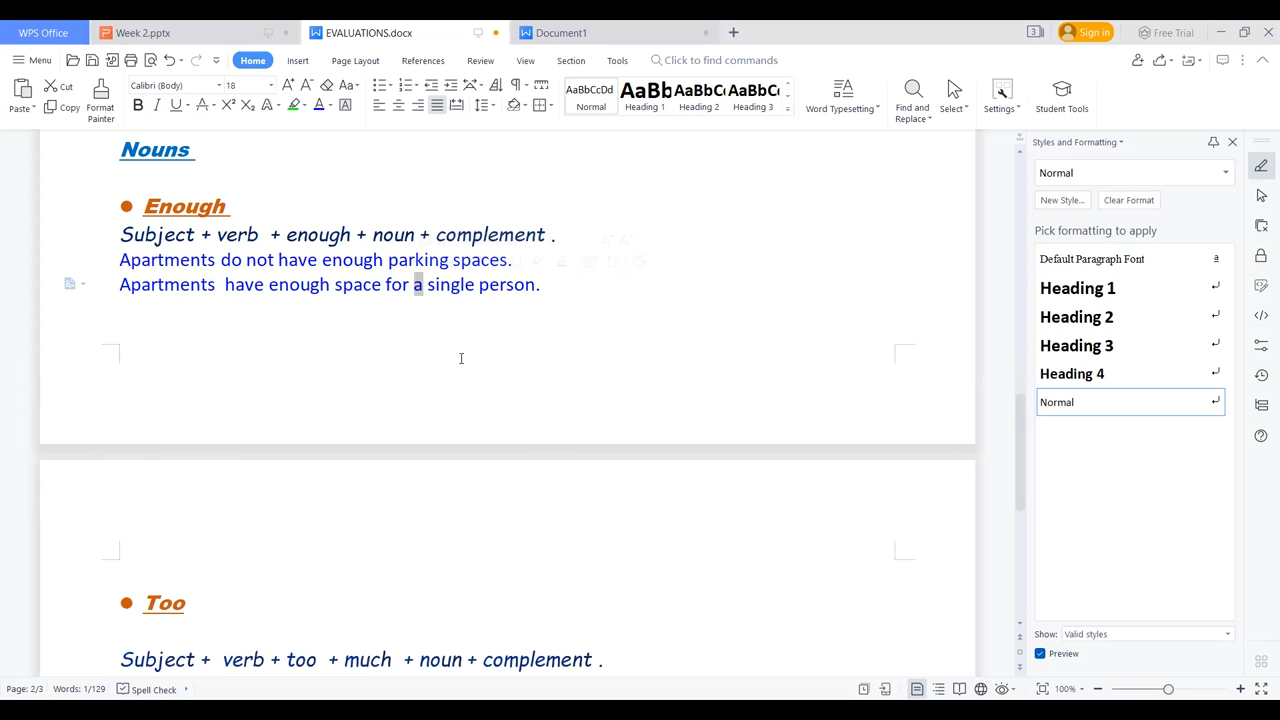 WPS Office
Week 2.pptx
EVALUATIONS.docx
Document1
3
Sign in
Free Trial
Menu
Home
Insert
Page Layout
References
Review
View
Section
Tools
Click to find commands
Paste
Cut
Copy
Format Painter
Calibri (Body)
18
AaBbCcDd
Normal
AaBb
Heading 1
AaBbCc
Heading 2
AaBbCc
Heading 3
Word Typesetting
Find and Replace
Select
Settings
Student Tools
Nouns
Enough
Subject + verb + enough + noun + complement .
Apartments do not have enough parking spaces.
Apartments have enough space for a single person.
Too
Subject + verb + too + much + noun + complement .
Styles and Formatting
Normal
New Style...
Clear Format
Pick formatting to apply
Default Paragraph Font
a
Heading 1
Heading 2
Heading 3
Heading 4
Normal
Show:
Valid styles
Preview
Page: 2/3
Words: 1/129
Spell Check
100%